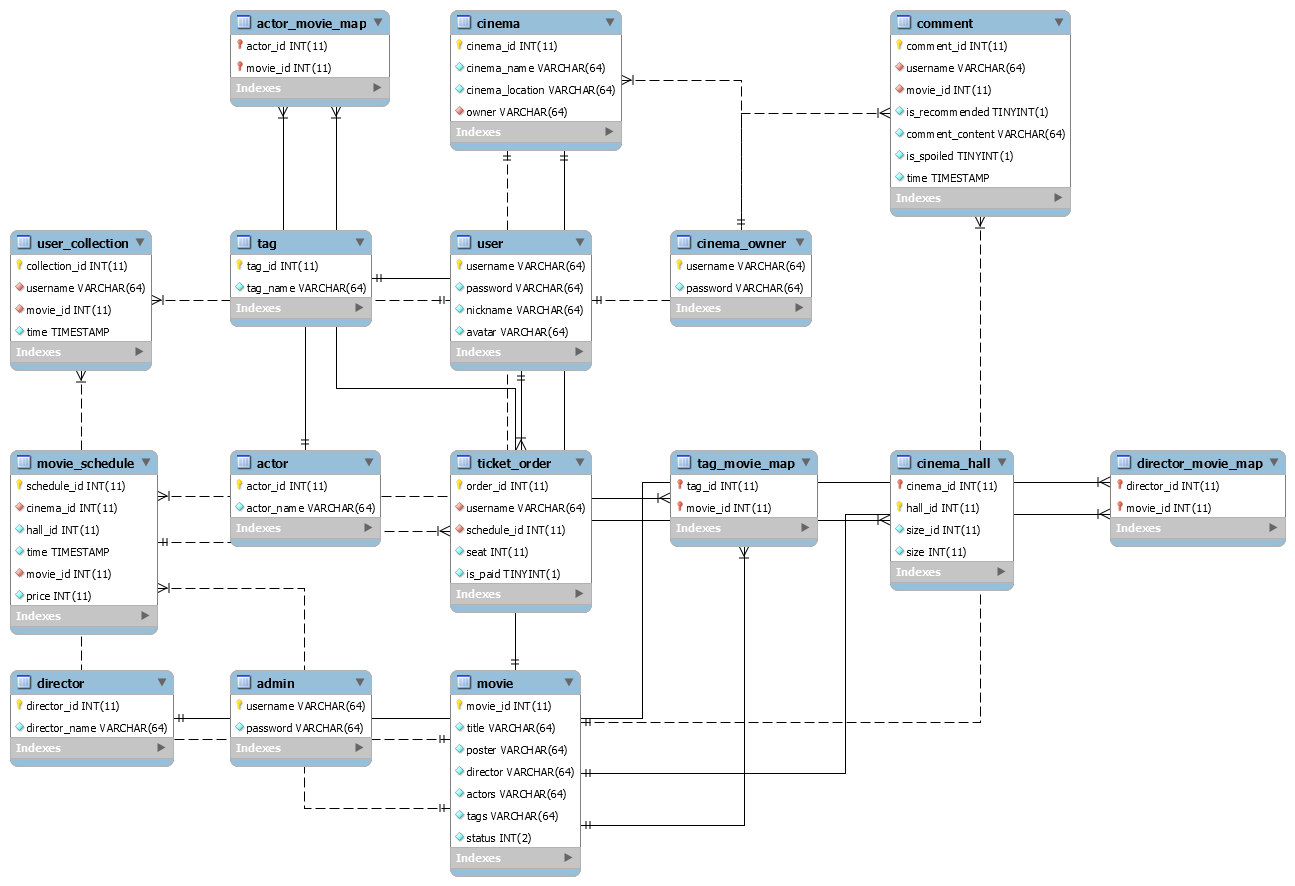 actor_movie_map
actor_id INT(11)
movie_id INT(11)
Indexes
cinema
cinema_id INT(11)
cinema_name VARCHAR(64)
cinema_location VARCHAR(64)
owner VARCHAR(64)
Indexes
comment
comment_id INT(11)
username VARCHAR(64)
movie_id INT(11)
is_recommended TINYINT(1)
comment_content VARCHAR(64)
is_spoiled TINYINT(1)
time TIMESTAMP
Indexes
user_collection
collection_id INT(11)
username VARCHAR(64)
movie_id INT(11)
time TIMESTAMP
Indexes
tag
tag_id INT(11)
tag_name VARCHAR(64)
Indexes
user
username VARCHAR(64)
password VARCHAR(64)
nickname VARCHAR(64)
avatar VARCHAR(64)
Indexes
cinema_owner
username VARCHAR(64)
password VARCHAR(64)
Indexes
movie_schedule
schedule_id INT(11)
cinema_id INT(11)
hall_id INT(11)
time TIMESTAMP
movie_id INT(11)
price INT(11)
Indexes
actor
actor_id INT(11)
actor_name VARCHAR(64)
Indexes
ticket_order
order_id INT(11)
username VARCHAR(64)
schedule_id INT(11)
seat INT(11)
is_paid TINYINT(1)
Indexes
tag_movie_map
tag_id INT(11)
movie_id INT(11)
Indexes
cinema_hall
cinema_id INT(11)
hall_id INT(11)
size_id INT(11)
size INT(11)
Indexes
director_movie_map
director_id INT(11)
movie_id INT(11)
Indexes
director
director_id INT(11)
director_name VARCHAR(64)
Indexes
admin
username VARCHAR(64)
password VARCHAR(64)
Indexes
movie
movie_id INT(11)
title VARCHAR(64)
poster VARCHAR(64)
director VARCHAR(64)
actors VARCHAR(64)
tags VARCHAR(64)
status INT(2)
Indexes